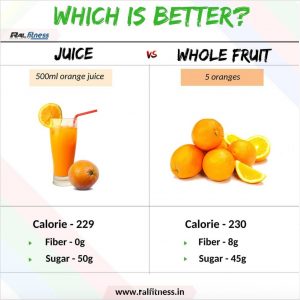 WHICH IS BETTER?
RALfitness
JUICE vs WHOLE FRUIT
500ml orange juice
5 oranges
Calorie - 229
Fiber - 0g
Sugar - 50g
Calorie - 230
Fiber - 8g
Sugar - 45g
www.ralfitness.in